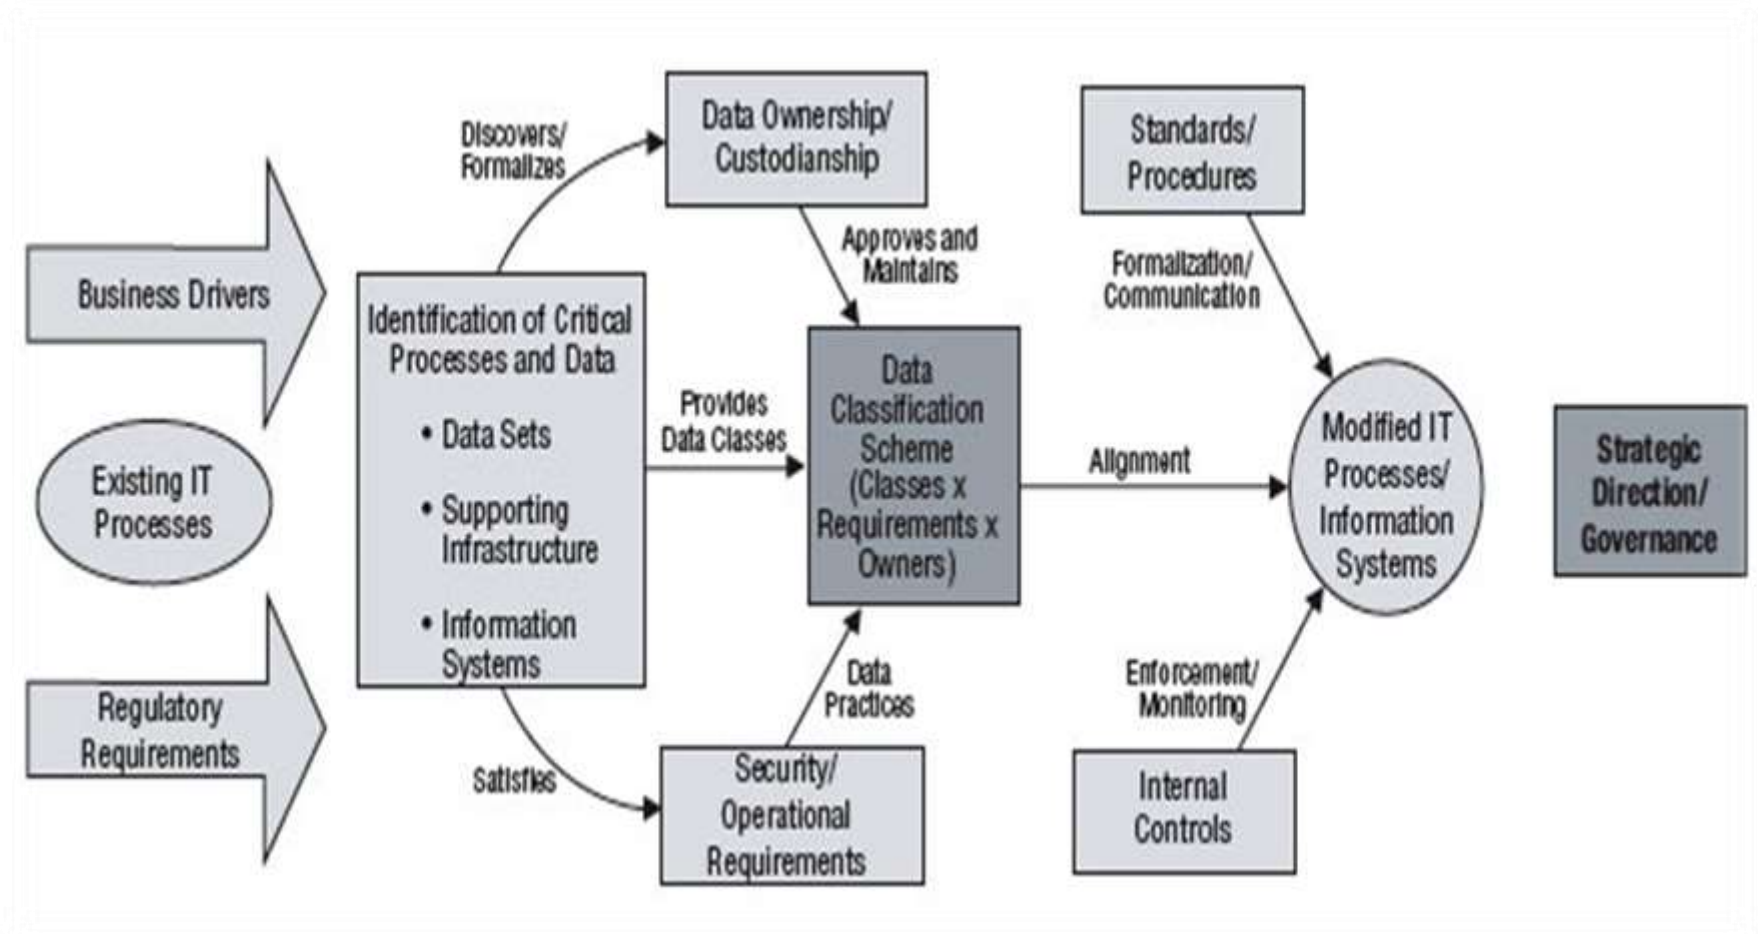 Business Drivers
Existing IT
Processes
Regulatory
Requirements
Discovers/
Formalizes
Identification of Critical
Processes and Data
• Data Sets
• Supporting
Infrastructure
• Information
Systems
Satisfies
Data Ownership/
Custodianship
Approves and
Maintains
Provides
Data Classes
Data
Classification
Scheme
(Classes x
Requirements x
Owners)
Data
Practices
Security/
Operational
Requirements
Alignment
Standards/
Procedures
Formalization/
Communication
Modified IT
Processes/
Information
Systems
Enforcement/
Monitoring
Internal
Controls
Strategic
Direction/
Governance